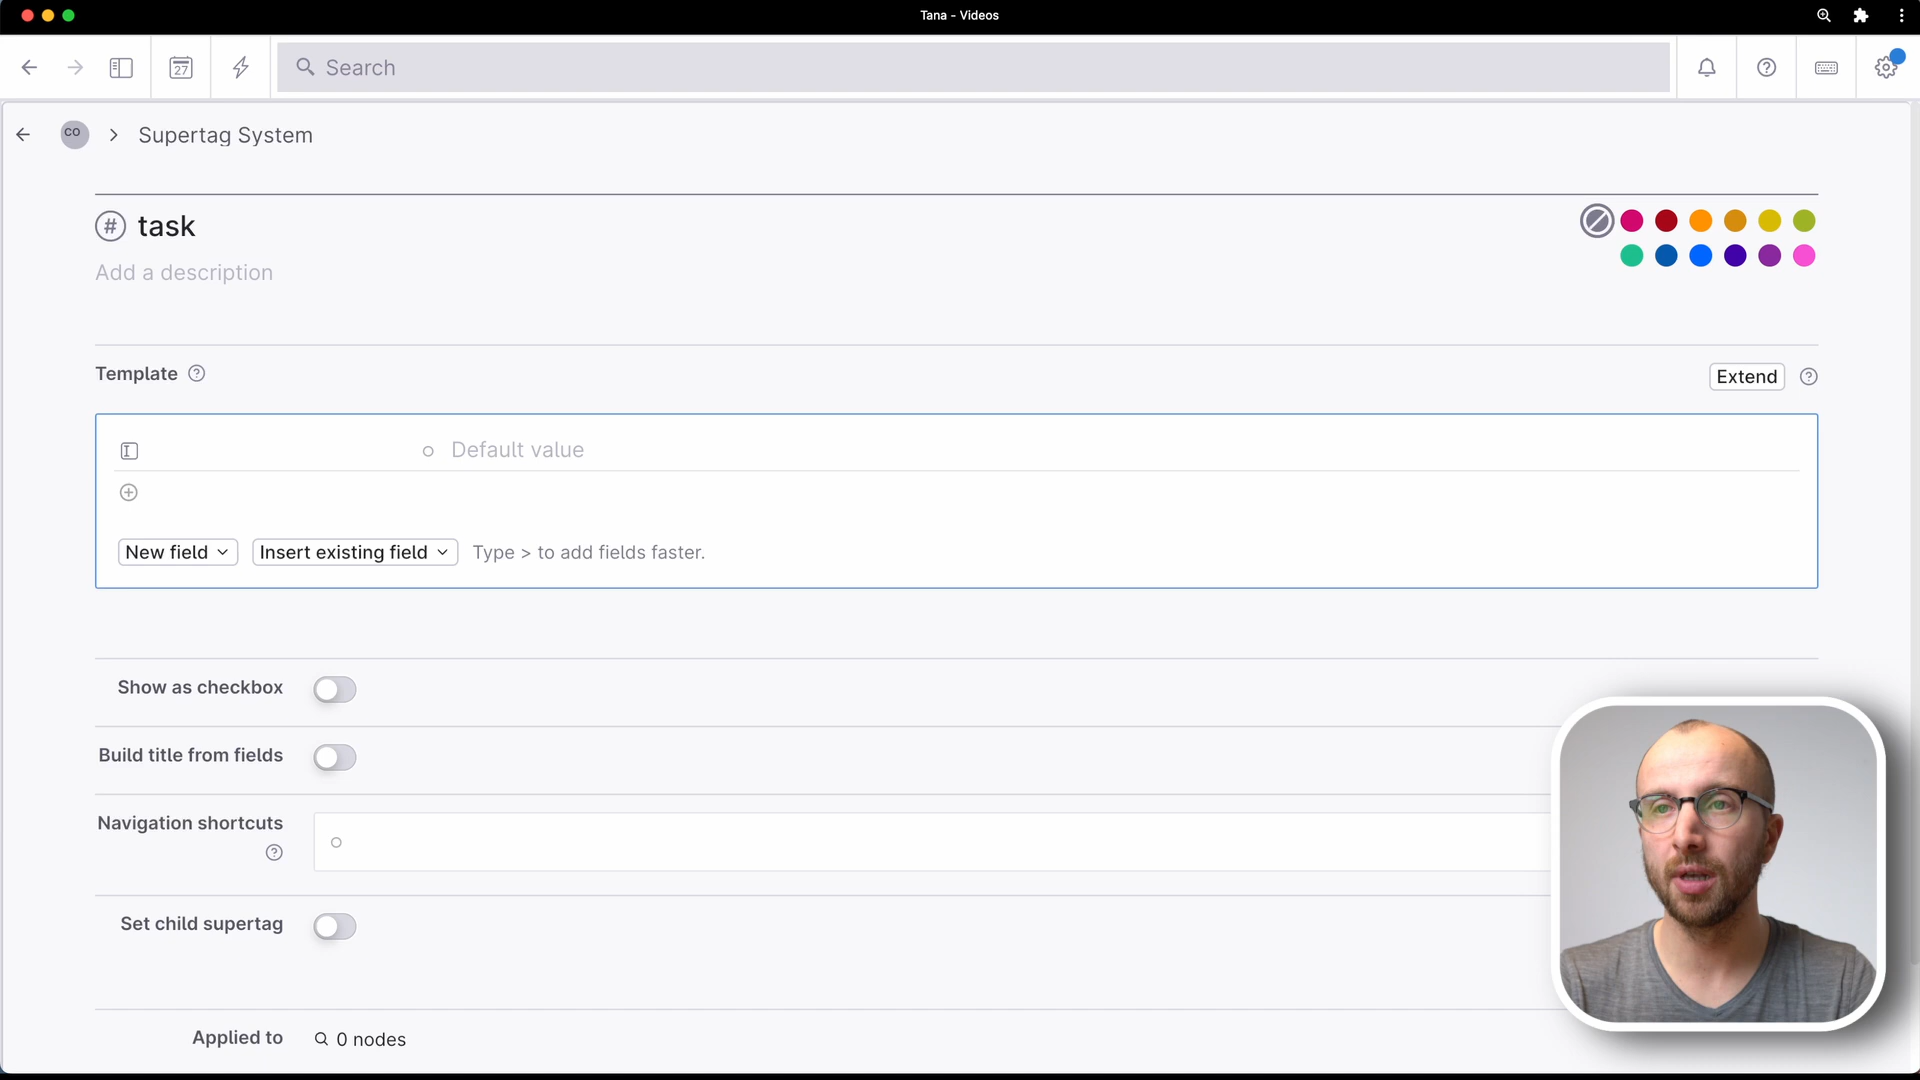 Tana - Videos
27
Search
CO
Supertag System
# task
Add a description
Template ?
Extend ?
Default value
New field
Insert existing field
Type > to add fields faster.
Show as checkbox
Build title from fields
Navigation shortcuts
?
Set child supertag
Applied to
0 nodes